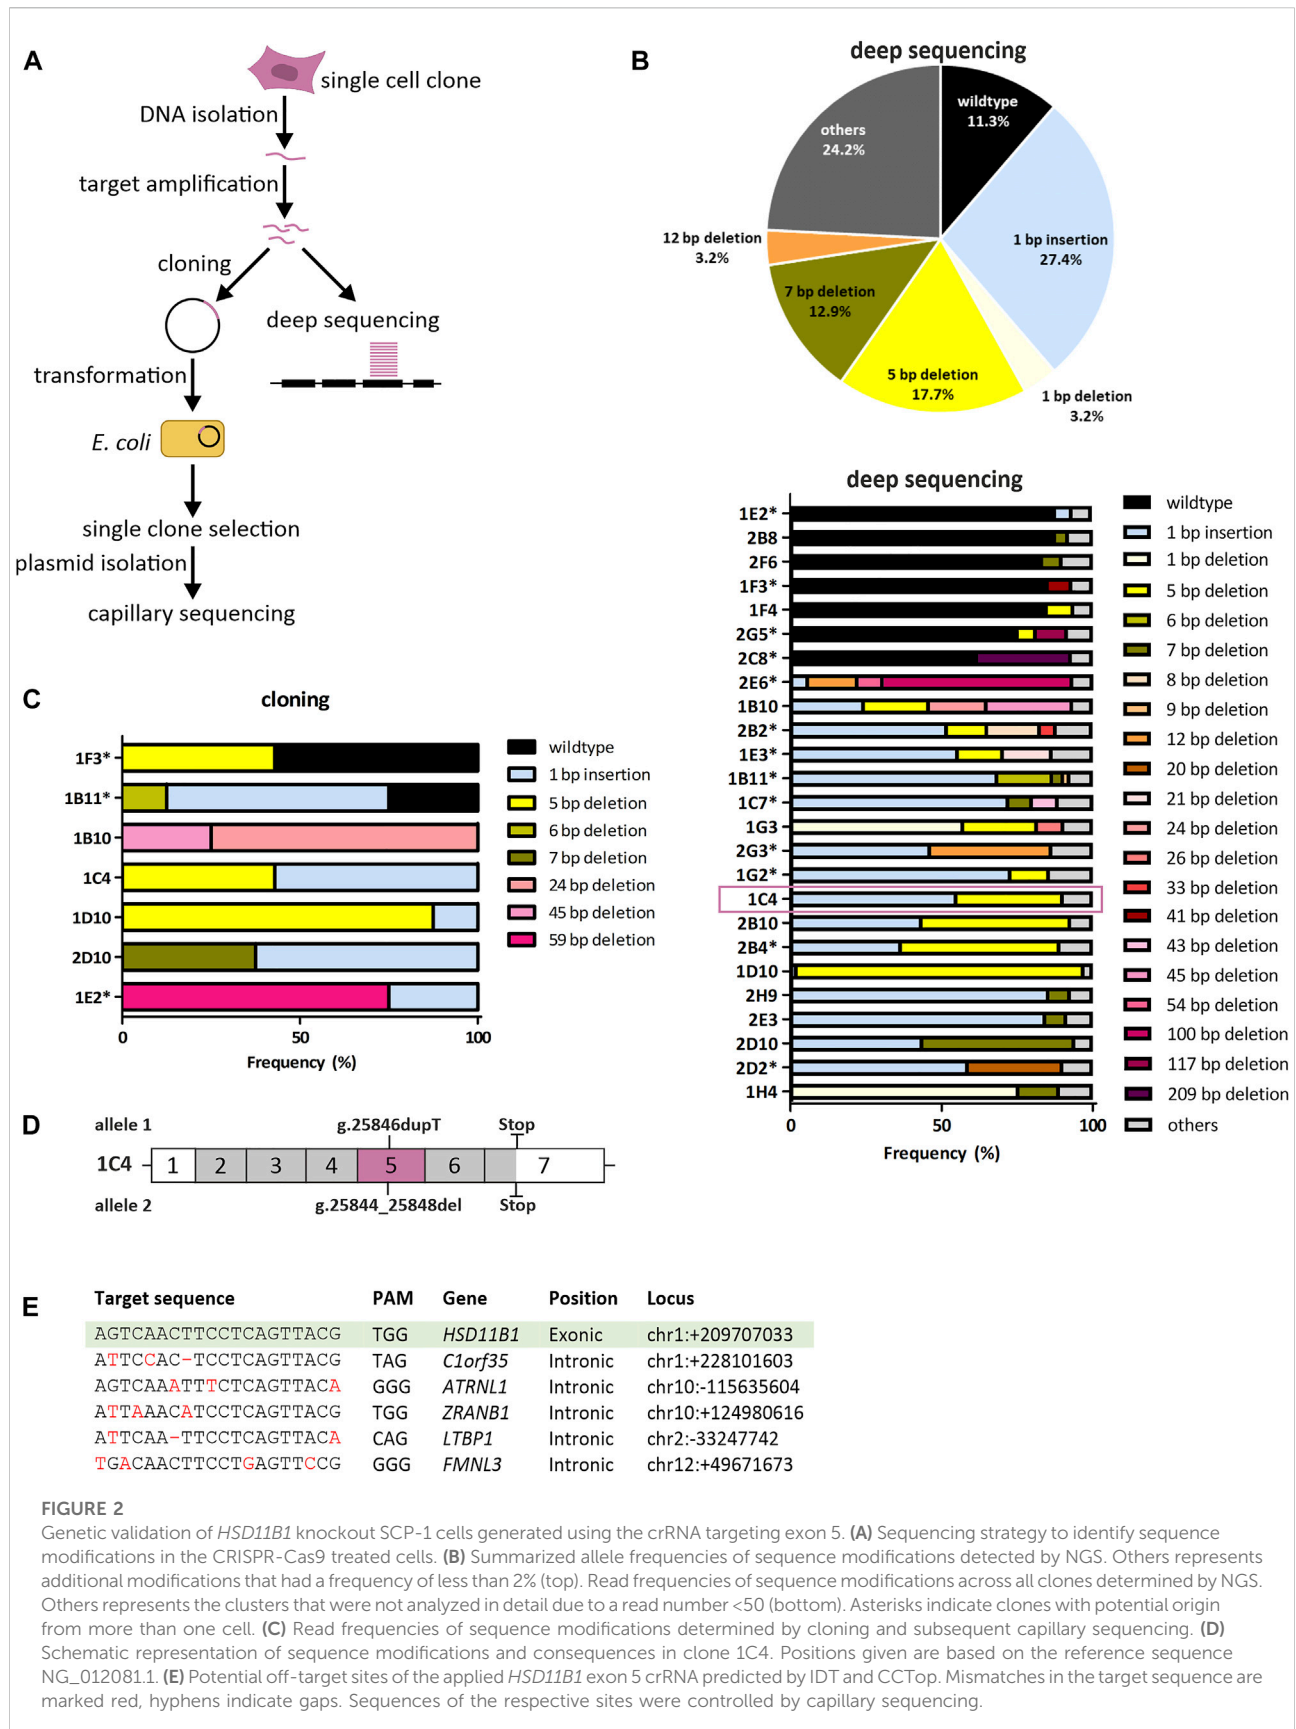 A
single cell clone
DNA isolation
target amplification
cloning
deep sequencing
transformation
E. coli
single clone selection
plasmid isolation
capillary sequencing
B
deep sequencing
wildtype
11.3%
others
24.2%
1 bp insertion
27.4%
12 bp deletion
3.2%
7 bp deletion
12.9%
5 bp deletion
17.7%
1 bp deletion
3.2%
deep sequencing
1E2*
2B8
2F6
1F3*
1F4
2G5*
2C8*
2E6*
1B10
2B2*
1E3*
1B11*
1C7*
1G3
2G3*
1G2*
1C4
2B10
2B4*
1D10
2H9
2E3
2D10
2D2*
1H4
0 50 100
Frequency (%)
wildtype
1 bp insertion
1 bp deletion
5 bp deletion
6 bp deletion
7 bp deletion
8 bp deletion
9 bp deletion
12 bp deletion
20 bp deletion
21 bp deletion
24 bp deletion
26 bp deletion
33 bp deletion
41 bp deletion
43 bp deletion
45 bp deletion
54 bp deletion
100 bp deletion
117 bp deletion
209 bp deletion
others
C
cloning
1F3*
1B11*
1B10
1C4
1D10
2D10
1E2*
0 50 100
Frequency (%)
wildtype
1 bp insertion
5 bp deletion
6 bp deletion
7 bp deletion
24 bp deletion
45 bp deletion
59 bp deletion
D
allele 1 g.25846dupT Stop
1C4 1 2 3 4 5 6 7
allele 2 g.25844_25848del Stop
E
Target sequence PAM Gene Position Locus
AGTCAACTTCCTCAGTTACG TGG HSD11B1 Exonic chr1:+209707033
ATTCCAC-TCCTCAGTTACG TAG C1orf35 Intronic chr1:+228101603
AGTCAAATTTCTCAGTTACA GGG ATRNL1 Intronic chr10:-115635604
ATTAAACATCCTCAGTTACG TGG ZRANB1 Intronic chr10:+124980616
ATTCAA-TTCCTCAGTTACA CAG LTBP1 Intronic chr2:-33247742
TGACAACTTCCTGAGTTCCG GGG FMNL3 Intronic chr12:+49671673
FIGURE 2
Genetic validation of HSD11B1 knockout SCP-1 cells generated using the crRNA targeting exon 5. (A) Sequencing strategy to identify sequence
modifications in the CRISPR-Cas9 treated cells. (B) Summarized allele frequencies of sequence modifications detected by NGS. Others represents
additional modifications that had a frequency of less than 2% (top). Read frequencies of sequence modifications across all clones determined by NGS.
Others represents the clusters that were not analyzed in detail due to a read number <50 (bottom). Asterisks indicate clones with potential origin
from more than one cell. (C) Read frequencies of sequence modifications determined by cloning and subsequent capillary sequencing. (D)
Schematic representation of sequence modifications and consequences in clone 1C4. Positions given are based on the reference sequence
NG_012081.1. (E) Potential off-target sites of the applied HSD11B1 exon 5 crRNA predicted by IDT and CCTop. Mismatches in the target sequence are
marked red, hyphens indicate gaps. Sequences of the respective sites were controlled by capillary sequencing.